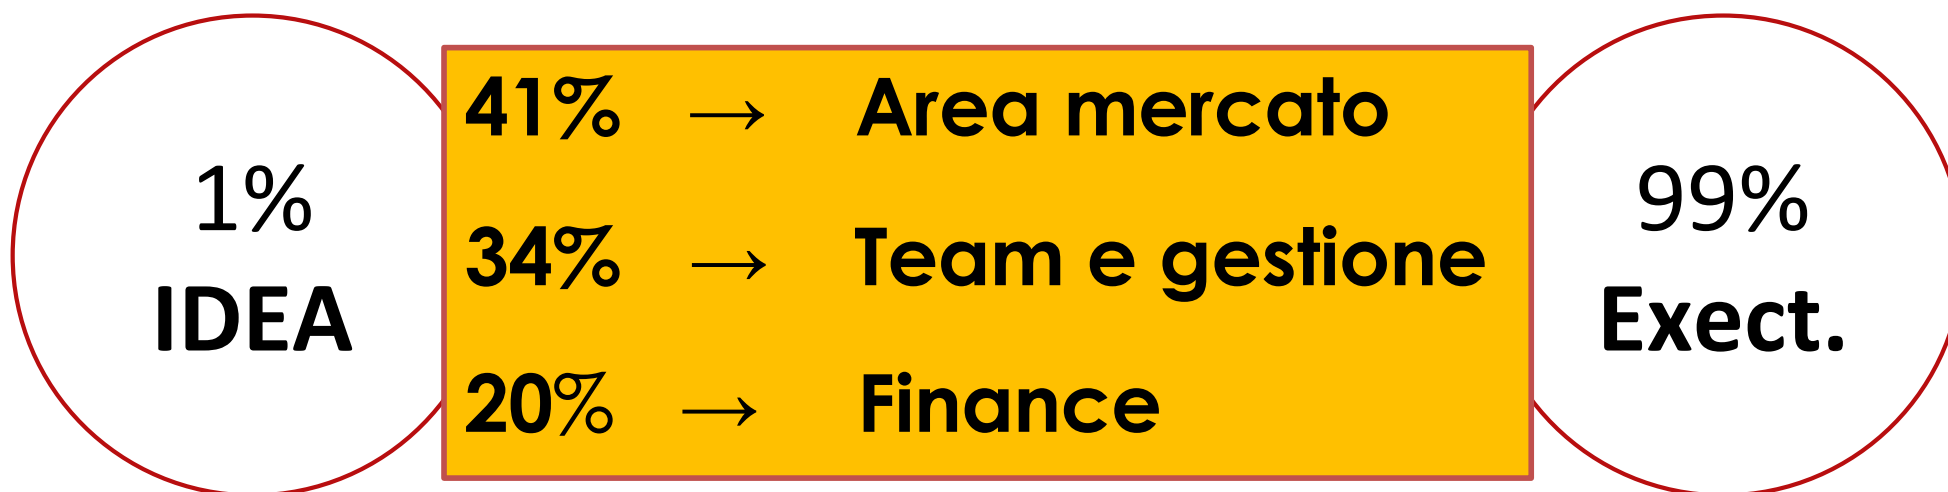 1%
IDEA
41% → Area mercato
34% → Team e gestione
20% → Finance
99%
Exect.